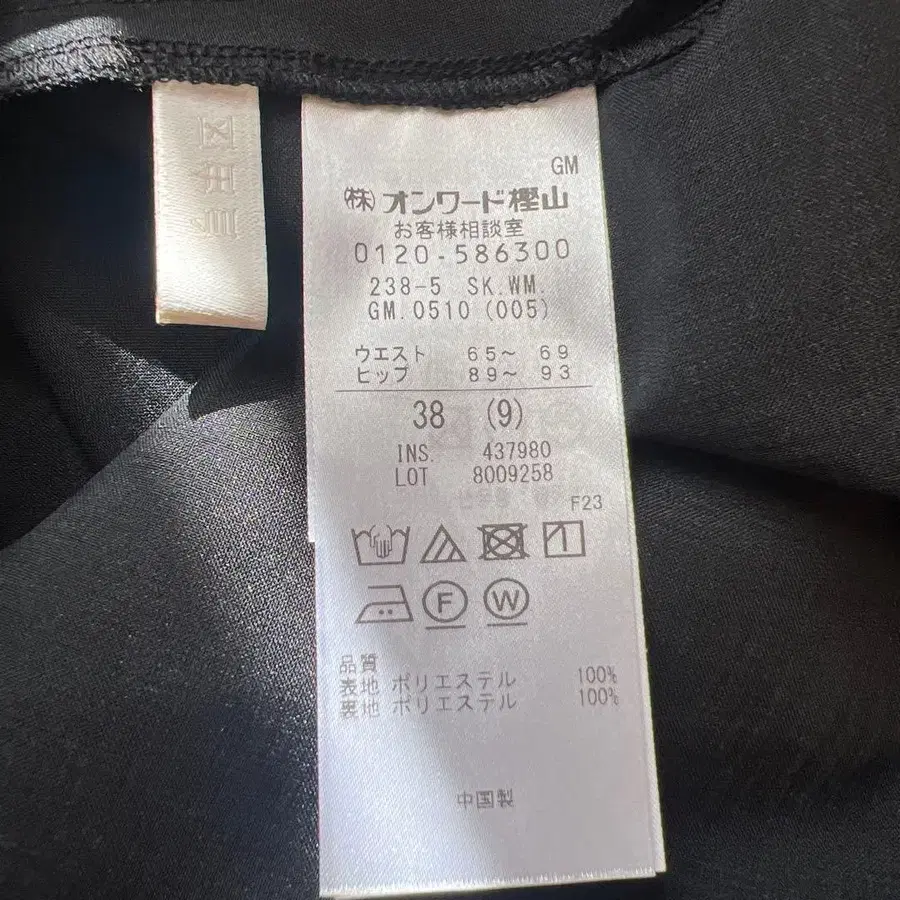 GM
㈱オンワード樫山
お客様相談室
0120-586300
238-5 SK.WM.
GM.0510 (005)
ウエスト 65～ 69
ヒップ 89～ 93
38 (9)
INS. 437980
LOT 8009258
F23
F W
品質
表地 ポリエステル 100%
裏地 ポリエステル 100%
中国製